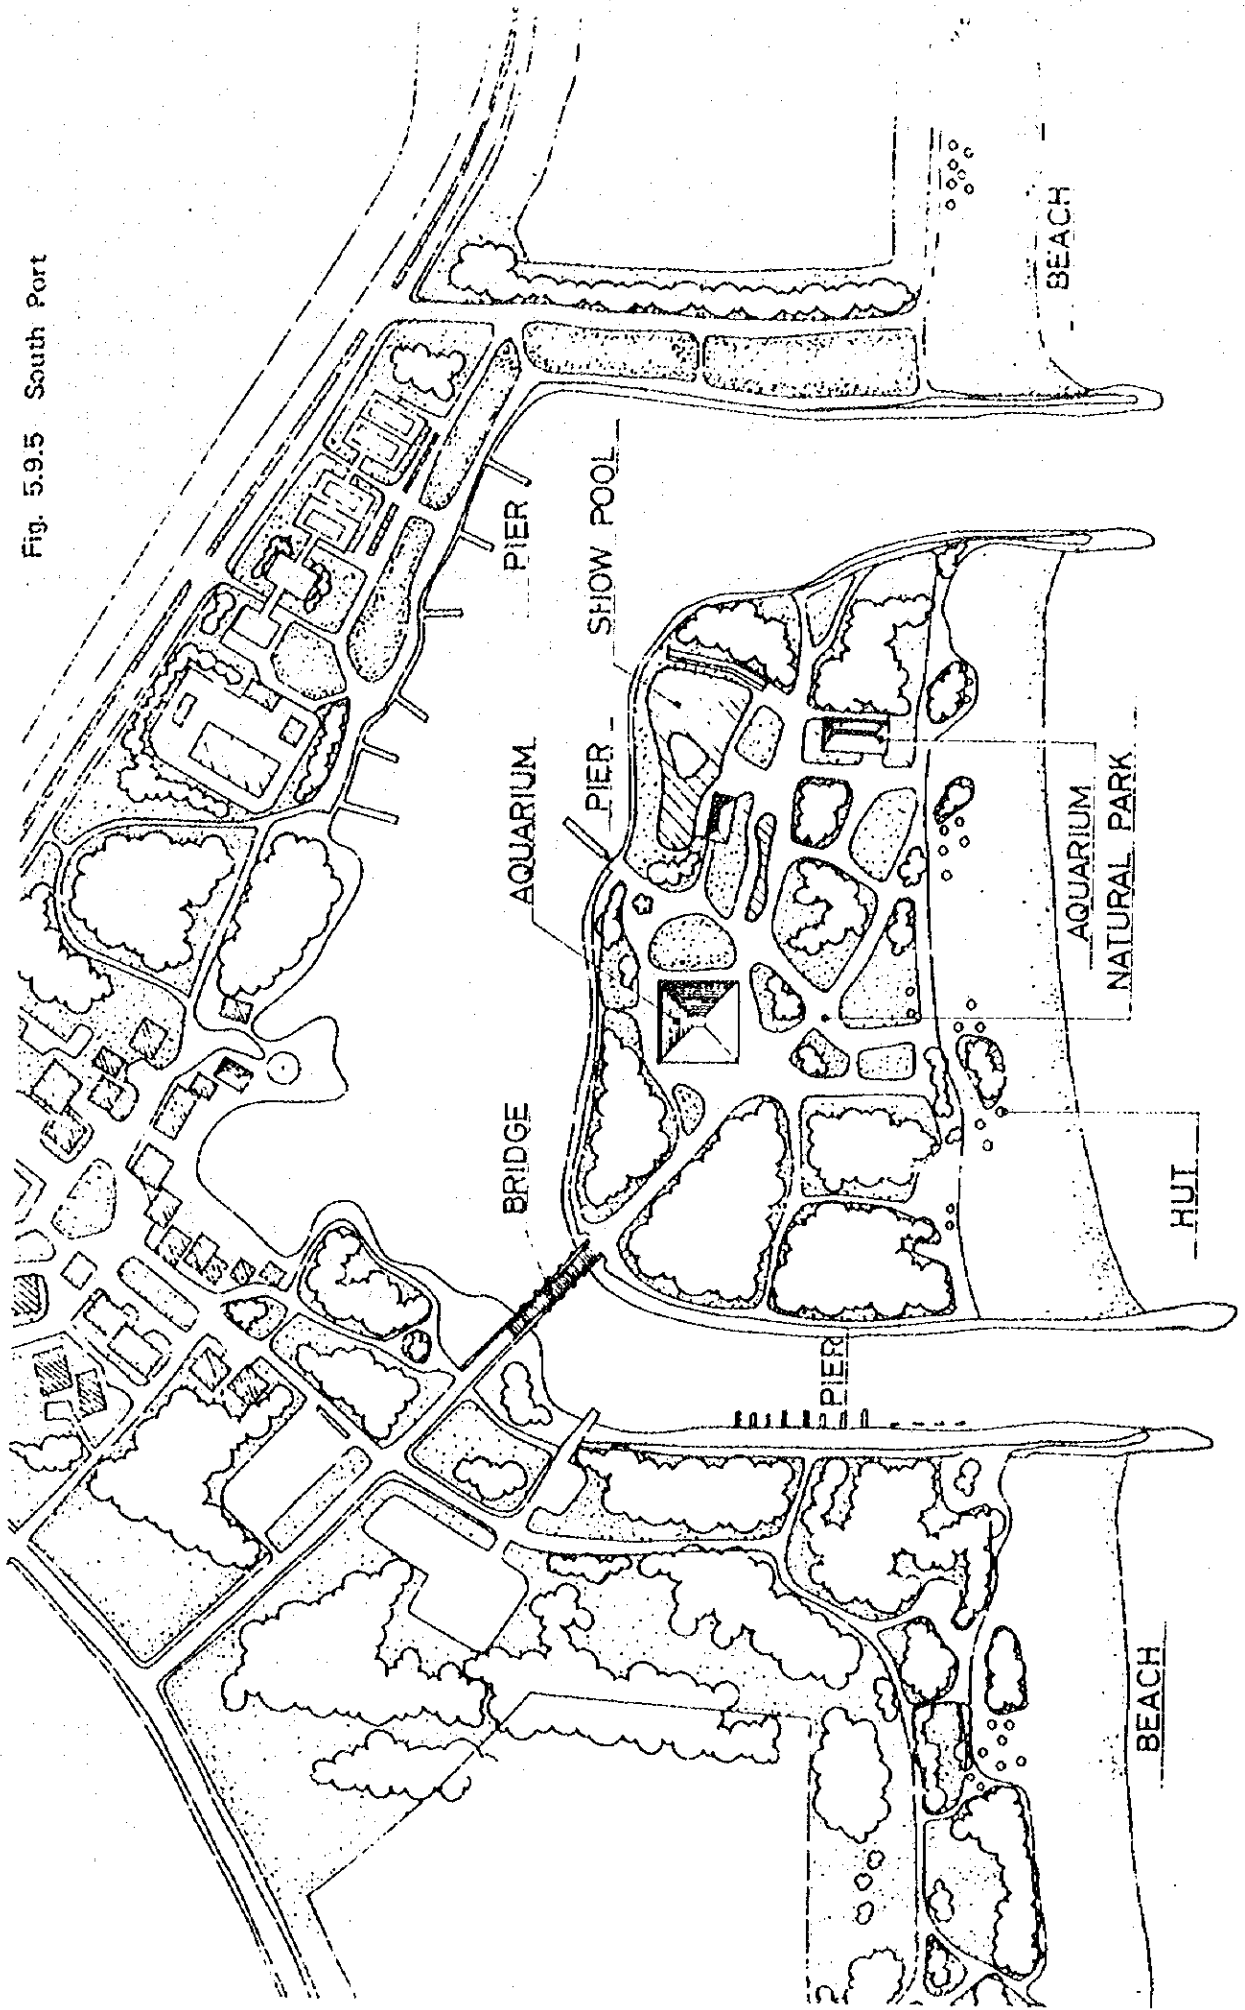 Fig. 5.9.5 South Port
PIER
SHOW POOL
PIER
AQUARIUM
BRIDGE
BEACH
PIER
AQUARIUM
NATURAL PARK
HUT
BEACH